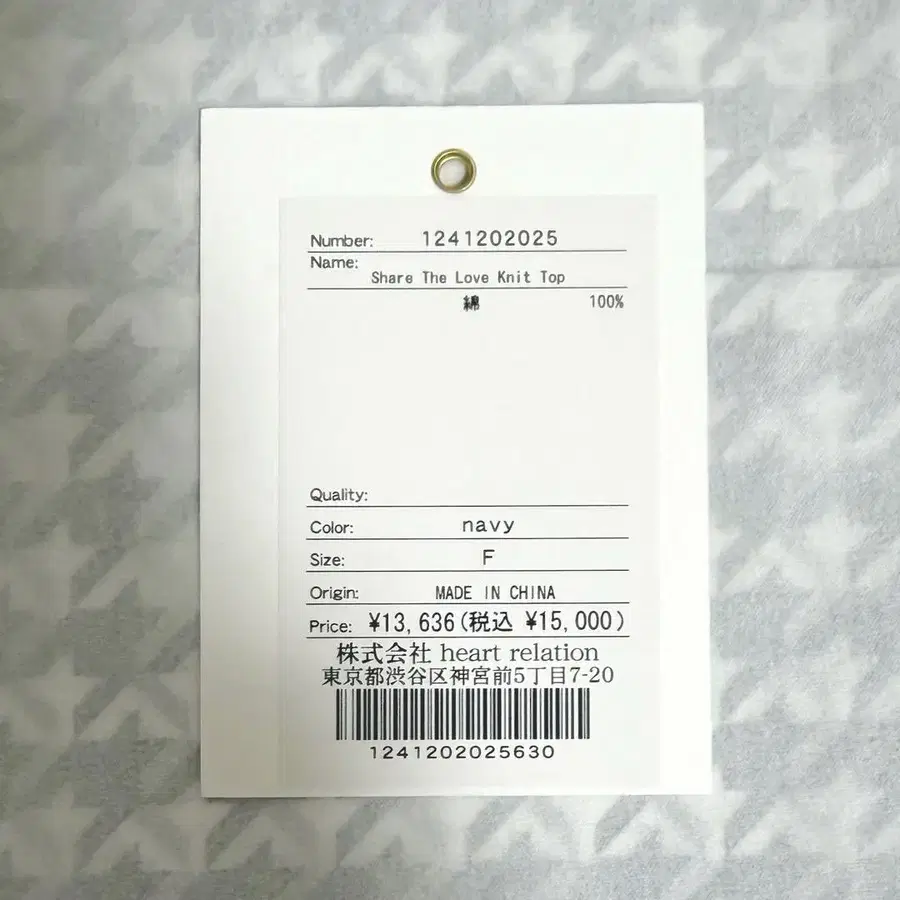 Number: 1241202025
Name:
Share The Love Knit Top
綿 100%
Quality:
Color: navy
Size: F
Origin: MADE IN CHINA
Price: ¥13,636(税込 ¥15,000)
株式会社 heart relation
東京都渋谷区神宮前5丁目7-20
1241202025630